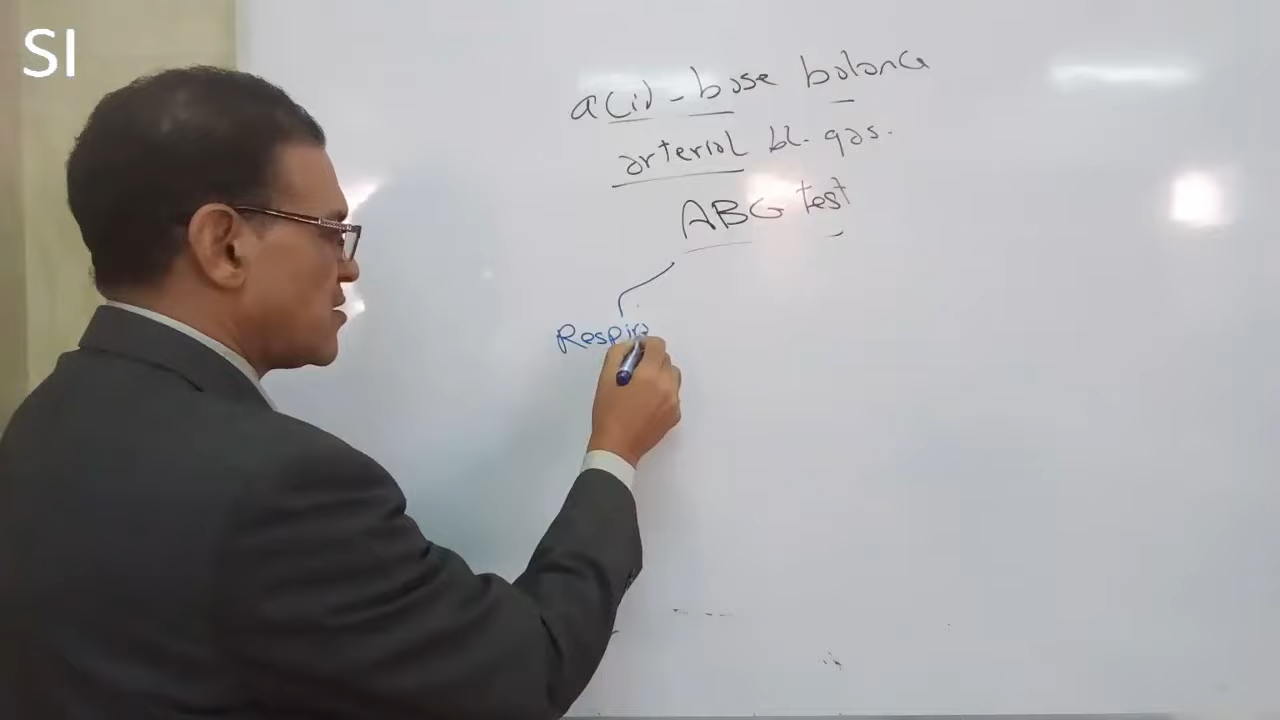 SI
acid-base balance
arterial bl. gas.
ABG test
Respira